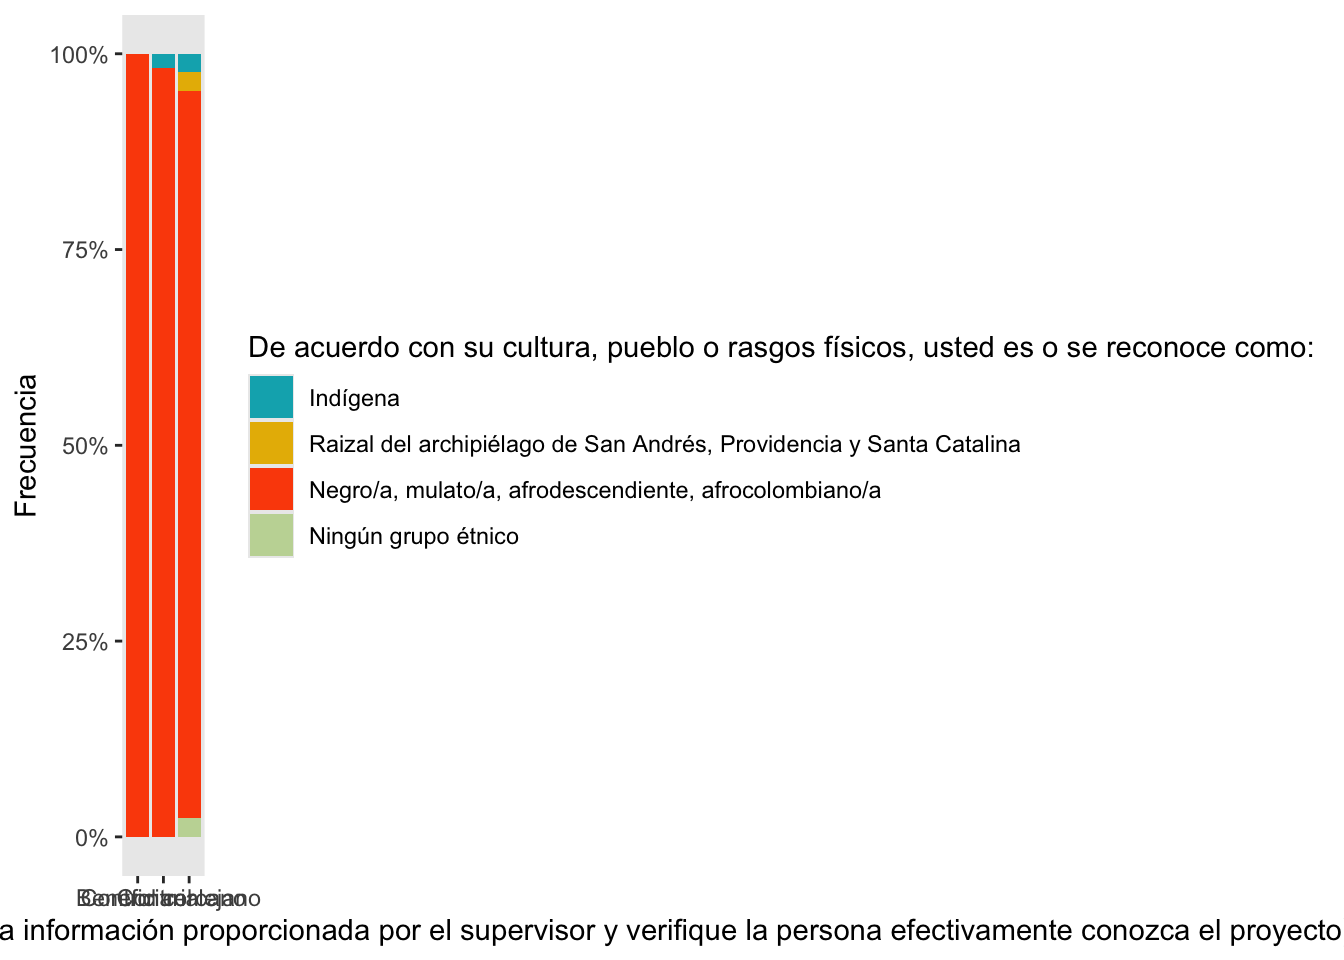 100%
75%
50%
25%
0%
Frecuencia
De acuerdo con su cultura, pueblo o rasgos físicos, usted es o se reconoce como:
Indígena
Raizal del archipiélago de San Andrés, Providencia y Santa Catalina
Negro/a, mulato/a, afrodescendiente, afrocolombiano/a
Ningún grupo étnico
a información proporcionada por el supervisor y verifique la persona efectivamente conozca el proyecto